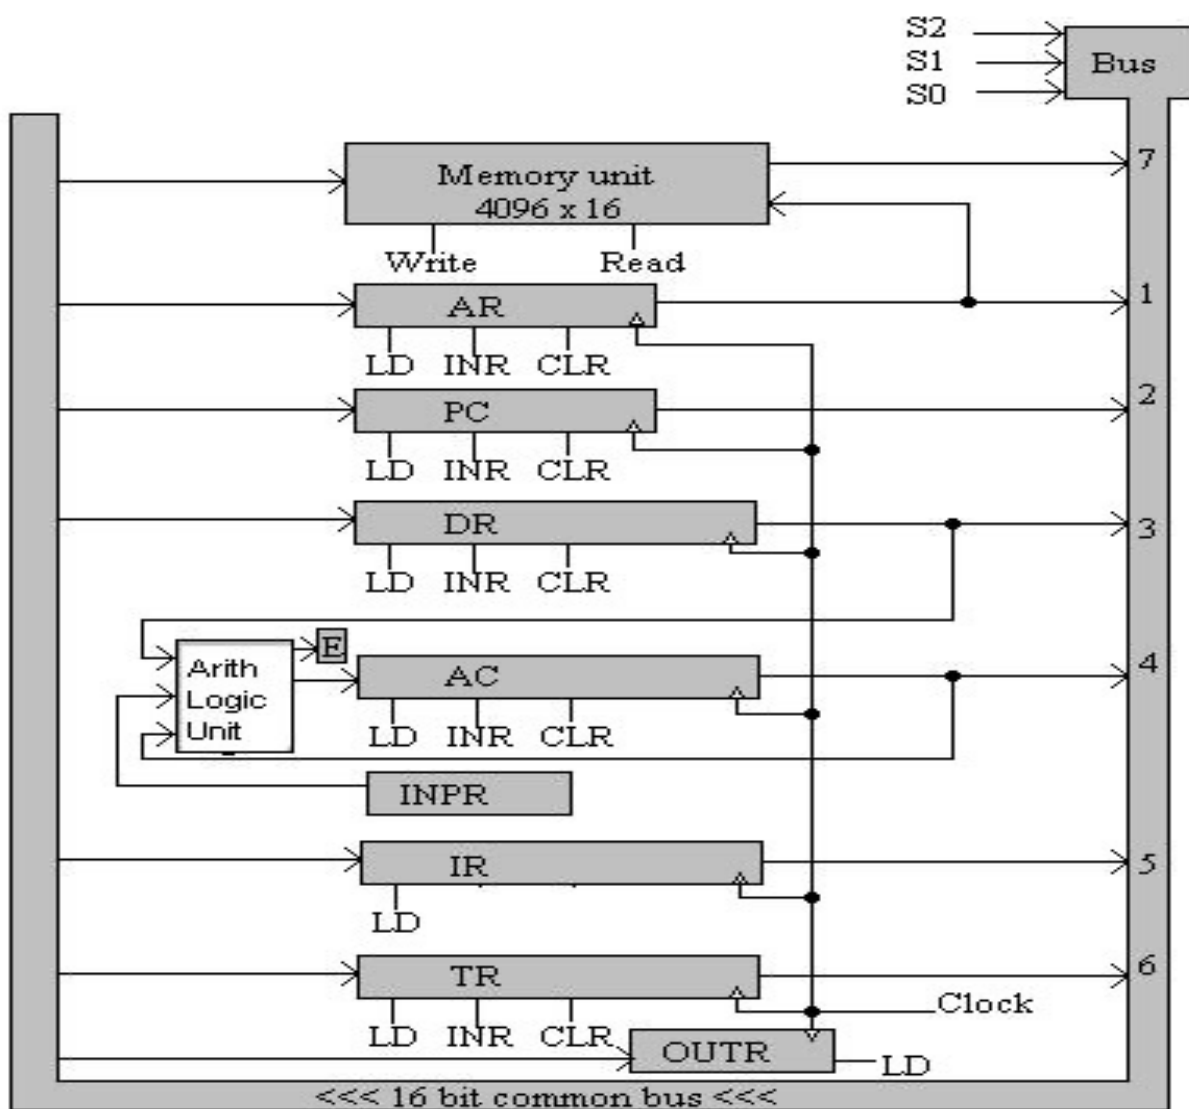 S2
S1
S0
Bus
7
Memory unit
4096 x 16
Write Read
1
AR
LD INR CLR
2
PC
LD INR CLR
3
DR
LD INR CLR
E
Arith
Logic
Unit
4
AC
LD INR CLR
INPR
5
IR
LD
6
TR
LD INR CLR
Clock
OUTR
LD
<<< 16 bit common bus <<<